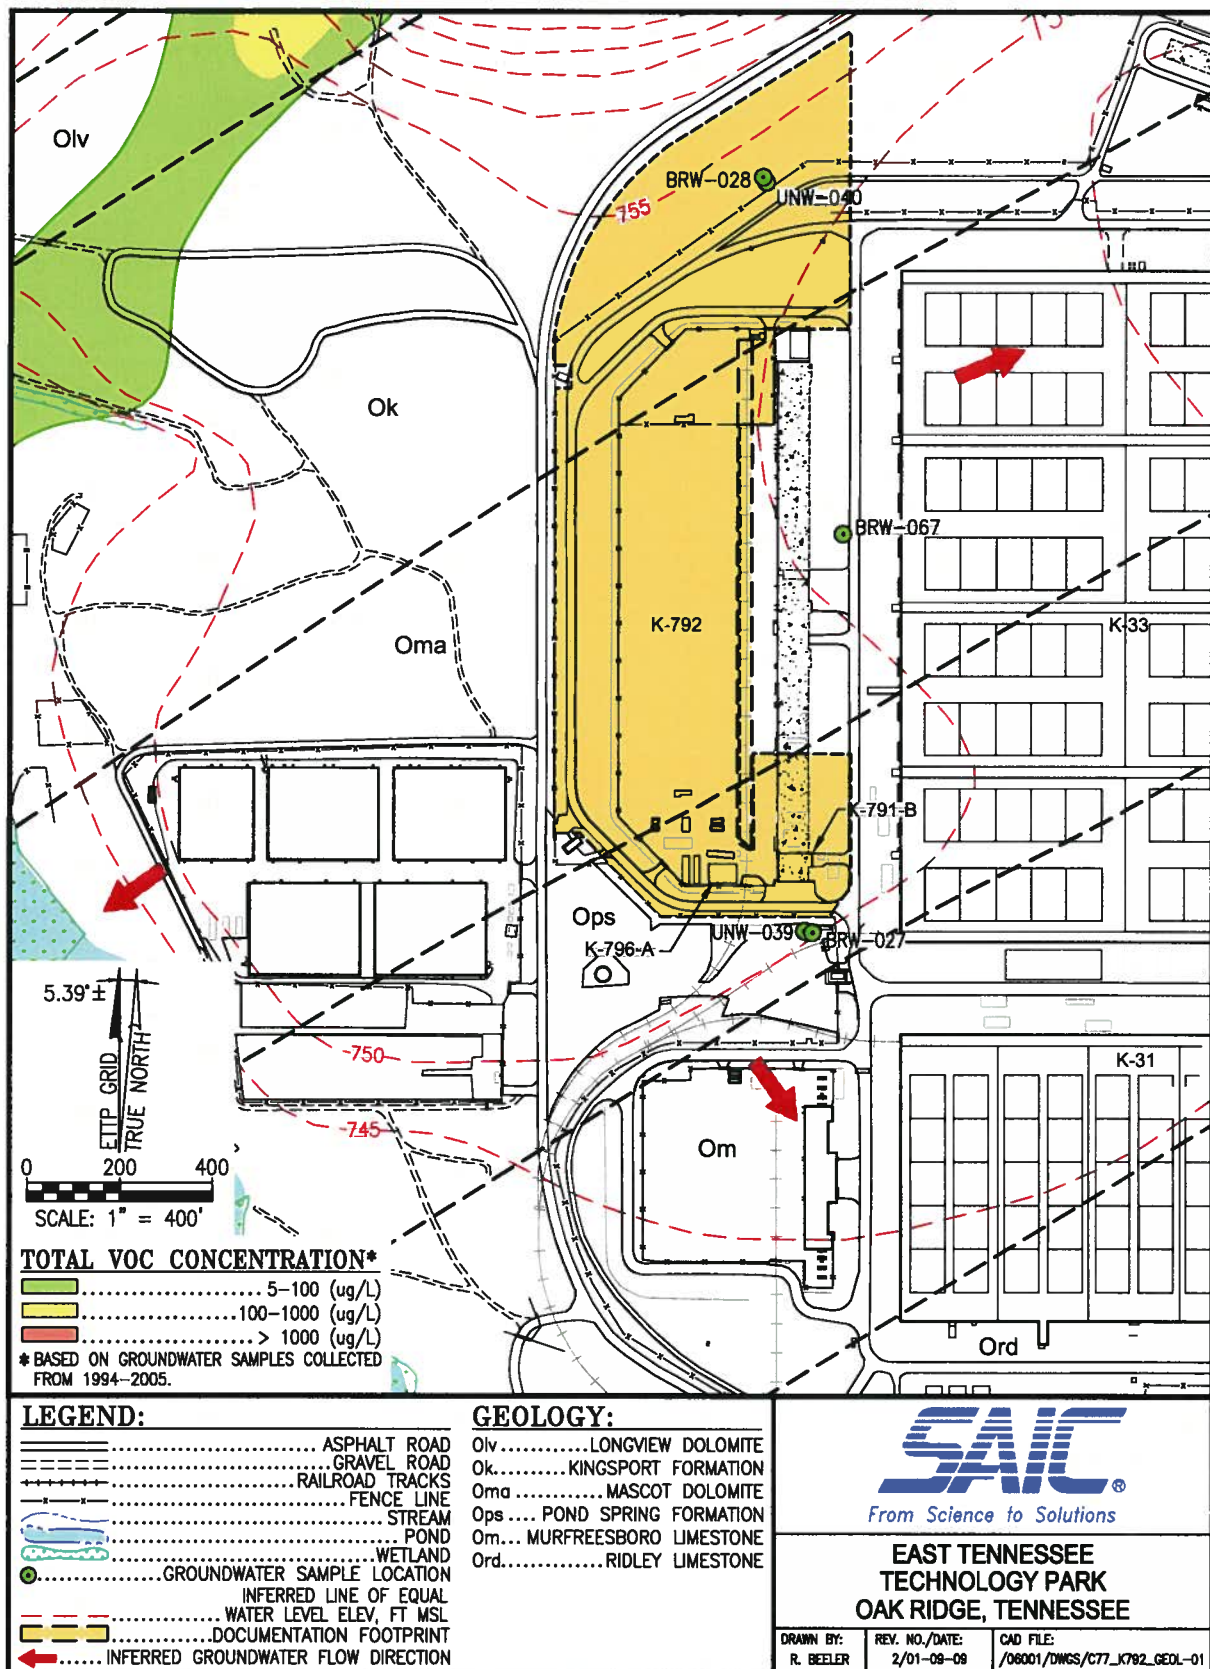 Olv
755
BRW-028
UNW-040
Ok
BRW-067
K-792
K-33
Oma
K-791-B
Ops
UNW-039
BRW-027
K-796-A
5.39'±
ETTP GRID
TRUE NORTH
750
K-31
745
Om
0 200 400
SCALE: 1" = 400'
Ord
TOTAL VOC CONCENTRATION*
5-100 (ug/L)
100-1000 (ug/L)
> 1000 (ug/L)
* BASED ON GROUNDWATER SAMPLES COLLECTED
FROM 1994-2005.
LEGEND:
ASPHALT ROAD
GRAVEL ROAD
RAILROAD TRACKS
FENCE LINE
STREAM
POND
WETLAND
GROUNDWATER SAMPLE LOCATION
INFERRED LINE OF EQUAL
WATER LEVEL ELEV, FT MSL
DOCUMENTATION FOOTPRINT
INFERRED GROUNDWATER FLOW DIRECTION
GEOLOGY:
Olv............LONGVIEW DOLOMITE
Ok..........KINGSPORT FORMATION
Oma............MASCOT DOLOMITE
Ops....POND SPRING FORMATION
Om...MURFREESBORO LIMESTONE
Ord..............RIDLEY LIMESTONE
SAIC®
From Science to Solutions
EAST TENNESSEE
TECHNOLOGY PARK
OAK RIDGE, TENNESSEE
DRAWN BY: REV. NO./DATE: CAD FILE:
R. BEELER 2/01-09-09 /06001/DWGS/C77_K792_GEOL-01